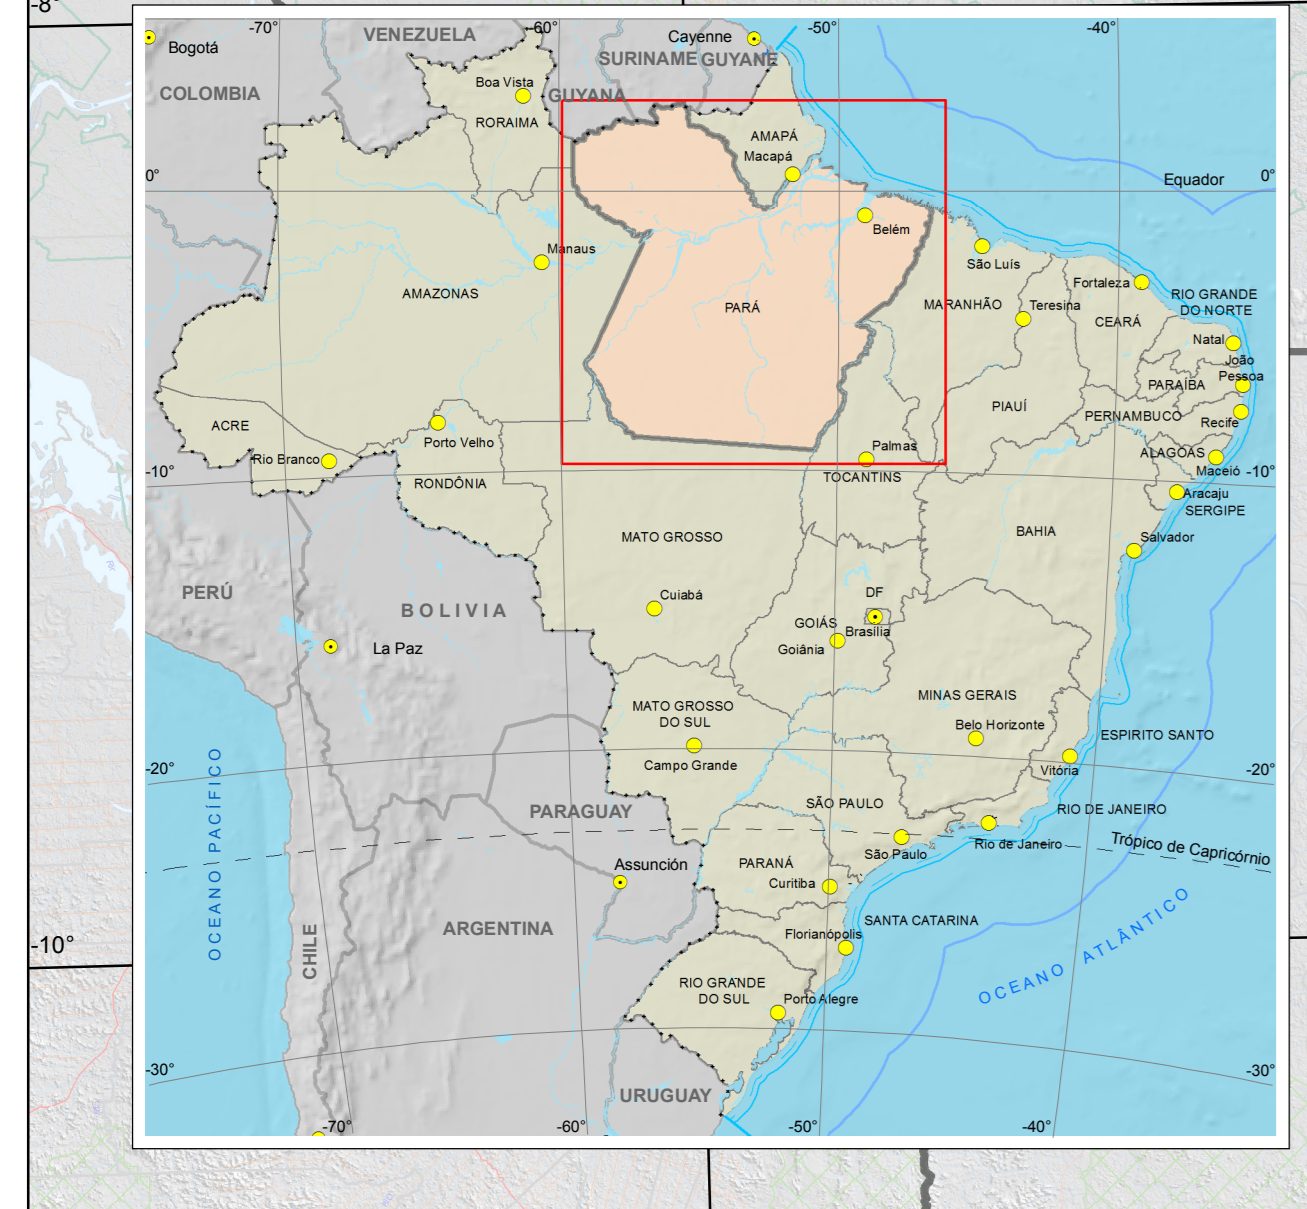 -8°
-70°
-60°
-50°
-40°
VENEZUELA
Cayenne
Bogotá
SURINAME
GUYANE
COLOMBIA
Boa Vista
GUYANA
RORAIMA
AMAPÁ
Macapá
0°
Equador
0°
Belém
Manaus
São Luís
Fortaleza
AMAZONAS
PARÁ
MARANHÃO
Teresina
RIO GRANDE
DO NORTE
CEARÁ
Natal
João
Pessoa
PARAÍBA
PIAUÍ
PERNAMBUCO
Recife
ACRE
Porto Velho
Palmas
ALAGOAS
Rio Branco
-10°
Maceió
-10°
RONDÔNIA
TOCANTINS
Aracaju
SERGIPE
MATO GROSSO
BAHIA
Salvador
PERÚ
BOLIVIA
Cuiabá
DF
GOIÁS
Brasília
Goiânia
La Paz
MATO GROSSO
DO SUL
MINAS GERAIS
Belo Horizonte
ESPIRITO SANTO
-20°
Campo Grande
Vitória
-20°
OCEANO PACÍFICO
PARAGUAY
SÃO PAULO
RIO DE JANEIRO
Rio de Janeiro
São Paulo
Trópico de Capricórnio
Assunción
PARANÁ
Curitiba
ARGENTINA
SANTA CATARINA
Florianópolis
OCEANO ATLÂNTICO
-10°
CHILE
RIO GRANDE
DO SUL
Porto Alegre
-30°
-30°
URUGUAY
-70°
-60°
-50°
-40°